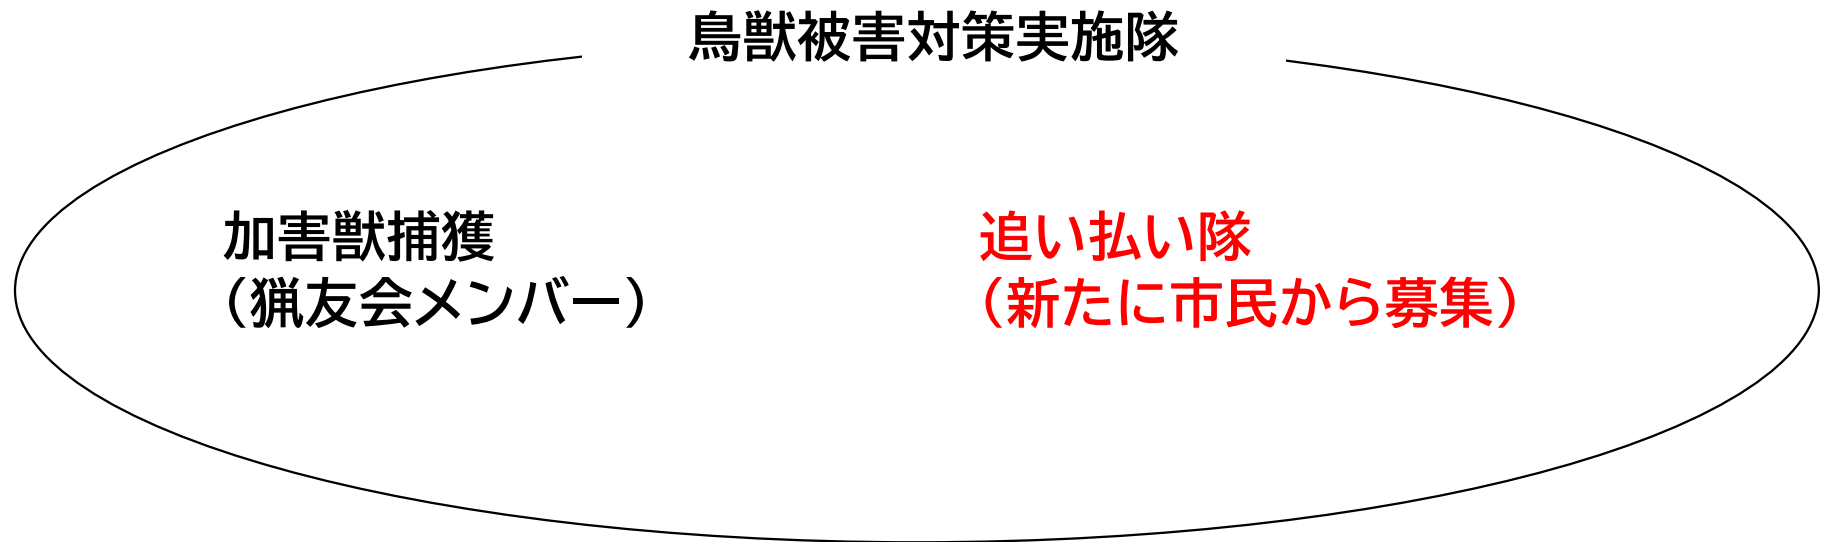 鳥獣被害対策実施隊
加害獣捕獲
（猟友会メンバー）
追い払い隊
（新たに市民から募集）